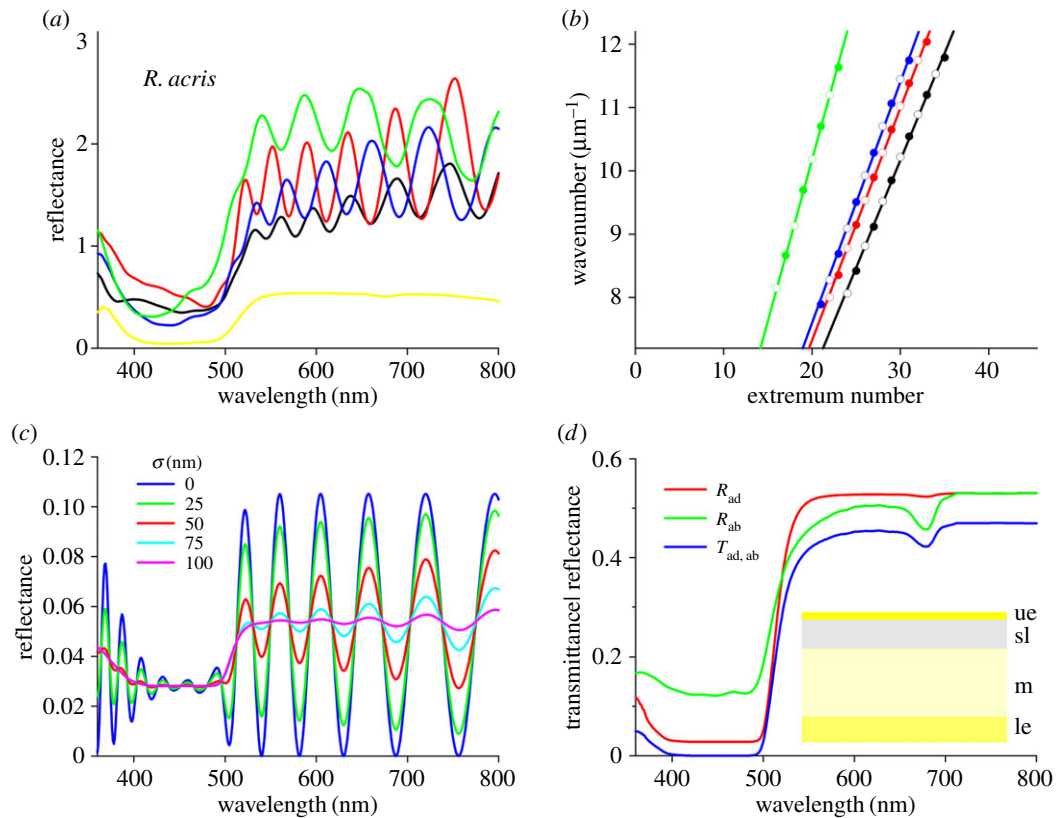 (a)
3
2
1
0
reflectance
R. acris
400 500 600 700 800
wavelength (nm)
(b)
12
11
10
9
8
wavenumber (µm⁻¹)
0 10 20 30 40
extremum number
(c)
0.12
0.10
0.08
0.06
0.04
0.02
0
reflectance
σ (nm)
0
25
50
75
100
400 500 600 700 800
wavelength (nm)
(d)
0.6
0.4
0.2
0
transmittance| reflectance
R_ad
R_ab
T_ad, ab
ue
sl
m
le
400 500 600 700 800
wavelength (nm)